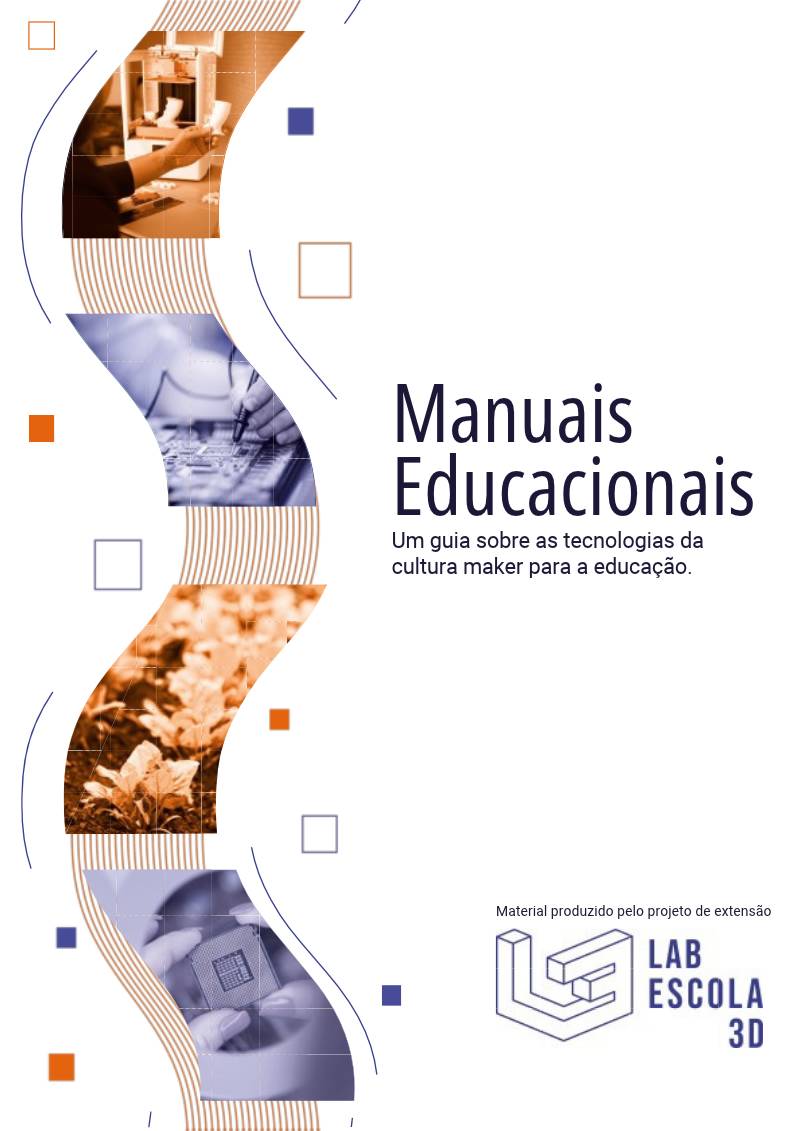 Manuais
Educacionais
Um guia sobre as tecnologias da
cultura maker para a educação.
Material produzido pelo projeto de extensão
LAB
ESCOLA
3D